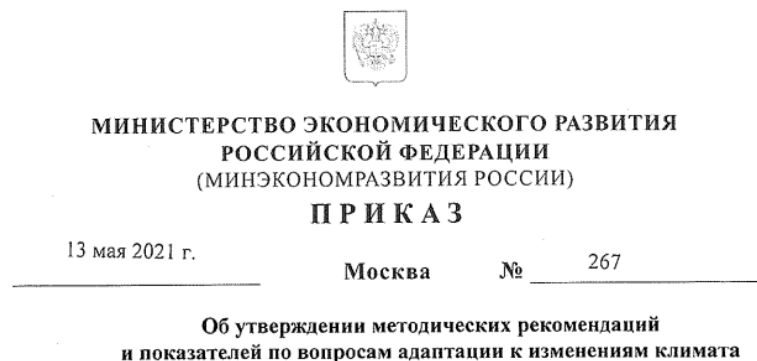 МИНИСТЕРСТВО ЭКОНОМИЧЕСКОГО РАЗВИТИЯ
РОССИЙСКОЙ ФЕДЕРАЦИИ
(МИНЭКОНОМРАЗВИТИЯ РОССИИ)
ПРИКАЗ
13 мая 2021 г.
Москва № 267
Об утверждении методических рекомендаций
и показателей по вопросам адаптации к изменениям климата